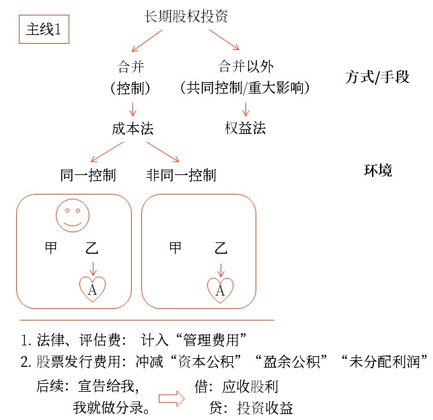 主线1
长期股权投资
合并 合并以外 方式/手段
（控制） （共同控制/重大影响）
成本法 权益法
同一控制 非同一控制 环境
甲 乙 甲 乙
A A
1. 法律、评估费： 计入“管理费用”
2. 股票发行费用：冲减“资本公积”“盈余公积”“未分配利润”
后续：宣告给我， 借：应收股利
我就做分录。 贷：投资收益